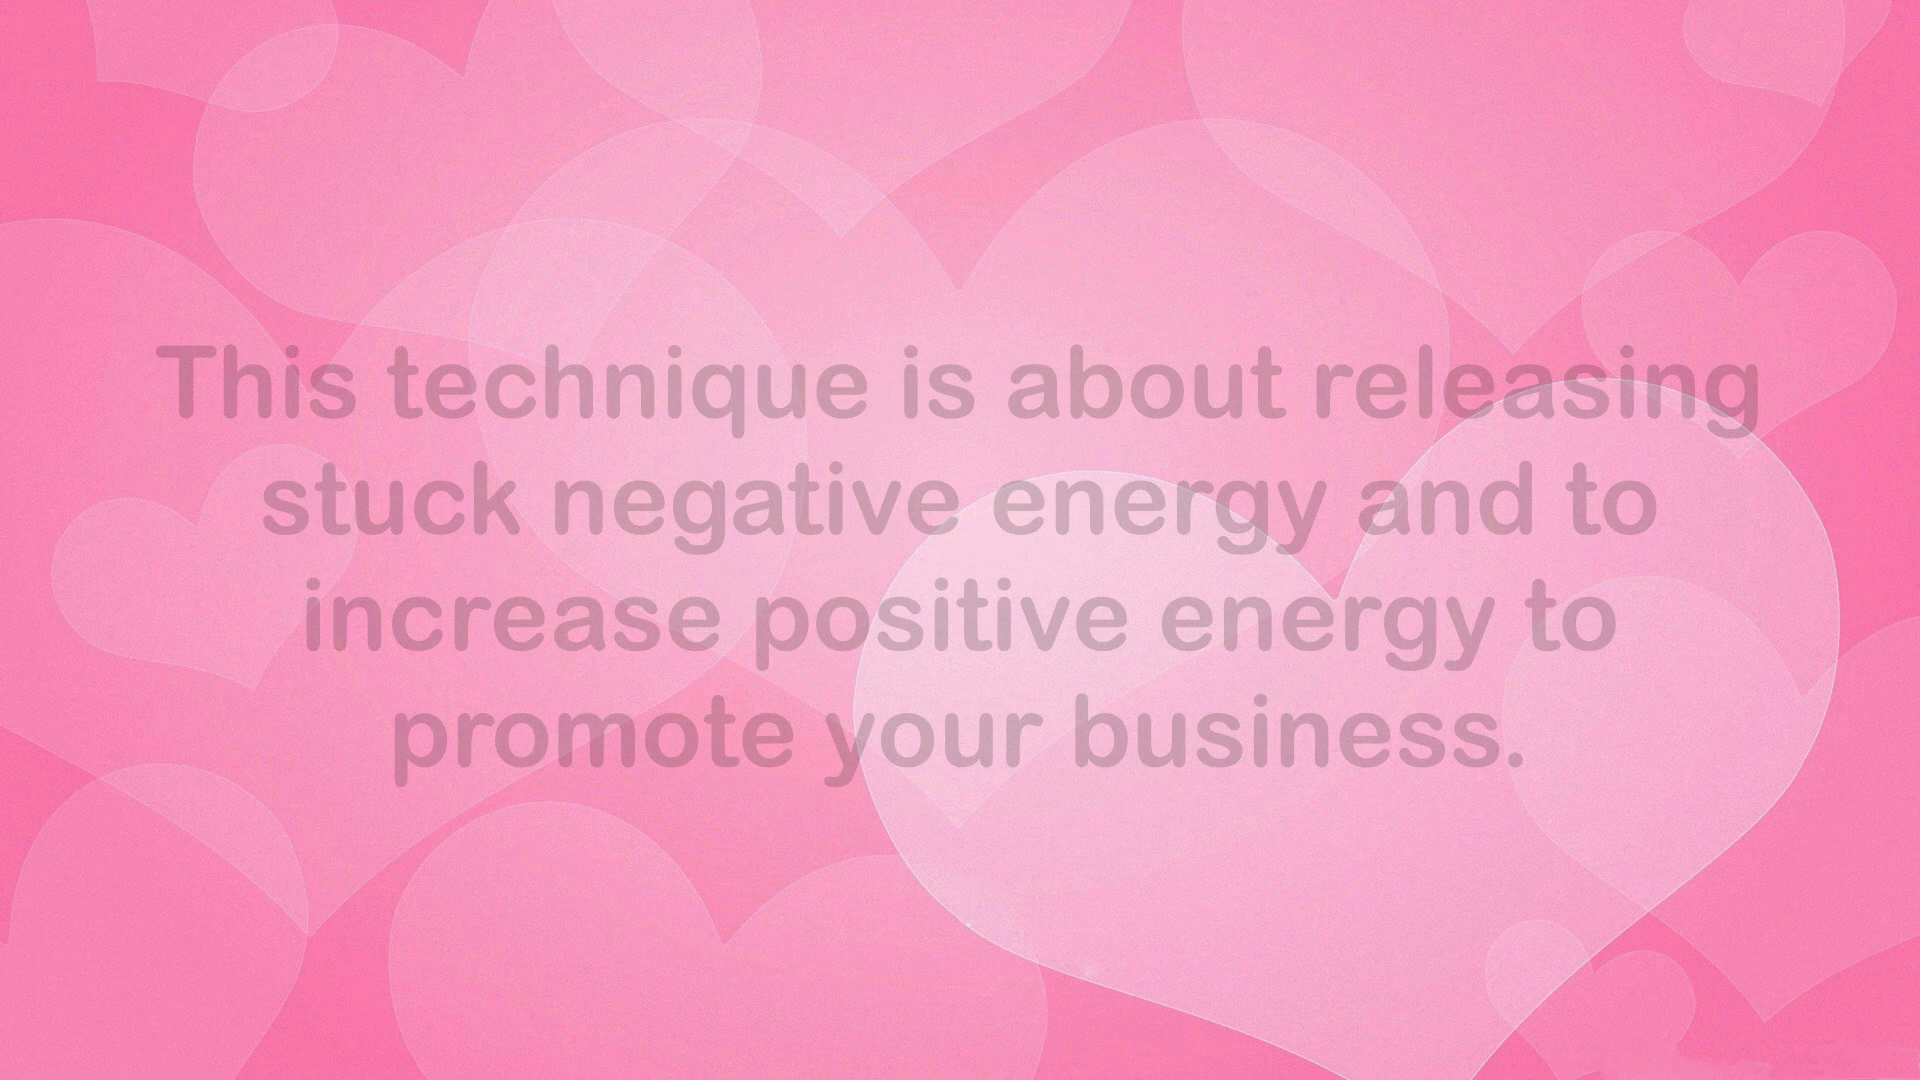 This technique is about releasing
stuck negative energy and to
increase positive energy to
promote your business.